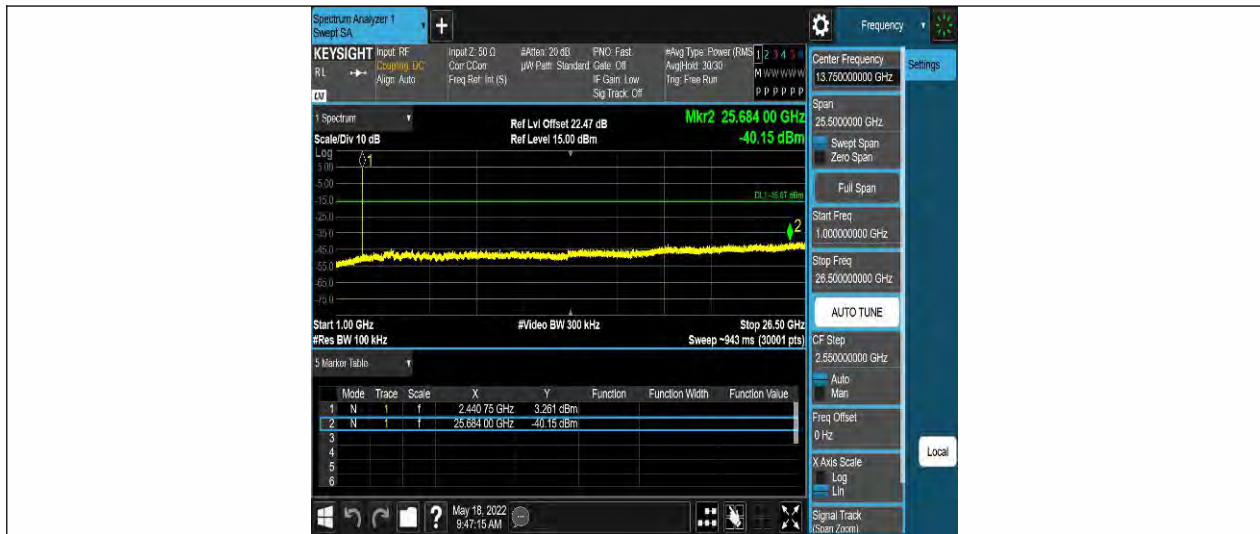 Spectrum Analyzer 1
Swept SA
+
Frequency
KEYSIGHT
Input: RF
Coupling: DC
Align: Auto
Input Z: 50 Ω
Corr CCorr
Freq Ref: Int (S)
#Atten: 20 dB
µW Path: Standard
PNO: Fast
Gate: Off
IF Gain: Low
Sig Track: Off
#Avg Type: Power (RMS
Avg|Hold: 30/30
Trig: Free Run
1 2 3 4 5 6
M W W W W W
P P P P P P
RL
LXI
Center Frequency
13.750000000 GHz
Settings
1 Spectrum
Scale/Div 10 dB
Ref Lvl Offset 22.47 dB
Ref Level 15.00 dBm
Mkr2 25.684 00 GHz
-40.15 dBm
Log
5.00
-5.00
-15.0
-25.0
-35.0
-45.0
-55.0
-65.0
-75.0
1
2
Span
25.5000000 GHz
Swept Span
Zero Span
Full Span
Start Freq
1.000000000 GHz
Stop Freq
26.500000000 GHz
AUTO TUNE
Start 1.00 GHz
#Res BW 100 kHz
#Video BW 300 kHz
Stop 26.50 GHz
Sweep ~943 ms (30001 pts)
CF Step
2.550000000 GHz
Auto
Man
5 Marker Table
Mode Trace Scale X Y Function Function Width Function Value
1 N 1 f 2.440 75 GHz 3.261 dBm
2 N 1 f 25.684 00 GHz -40.15 dBm
3
4
5
6
Freq Offset
0 Hz
X Axis Scale
Log
Lin
Local
Signal Track
(Span Zoom)
?
May 18, 2022
9:47:15 AM